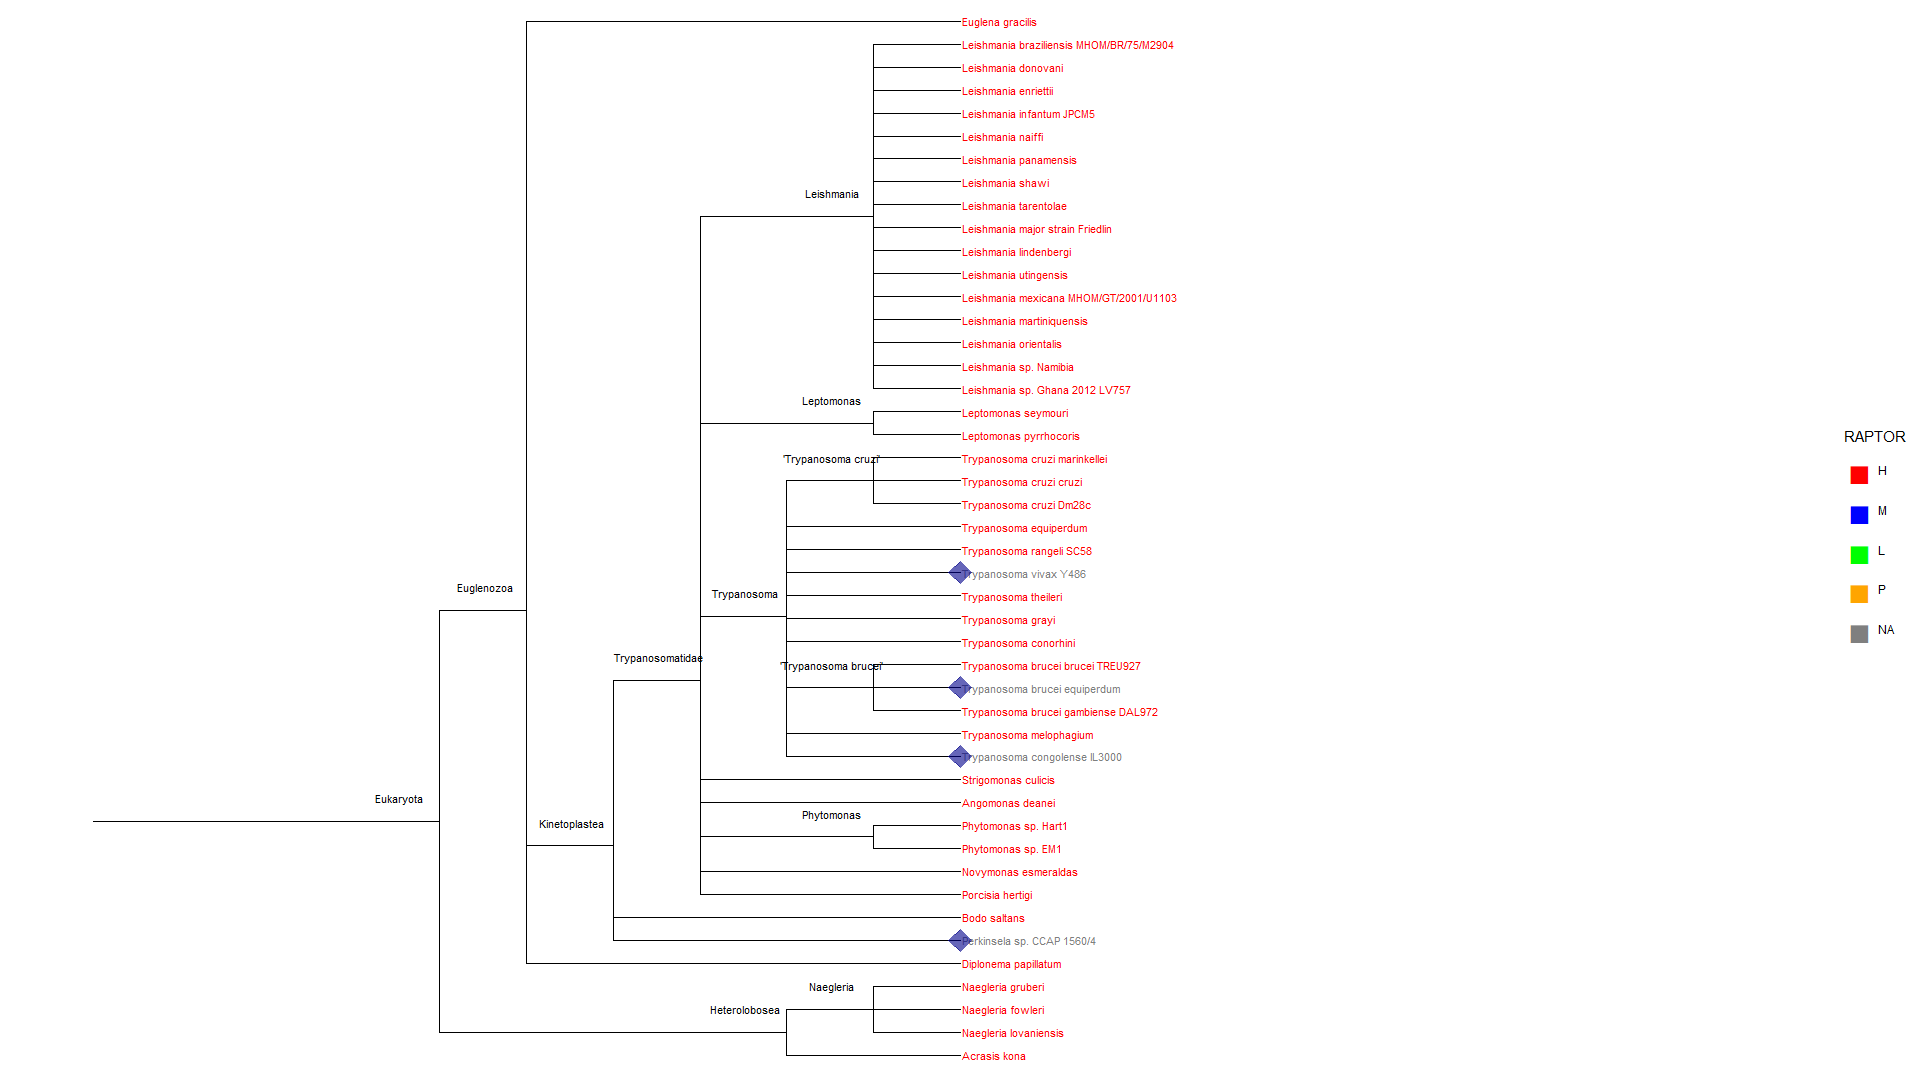 Euglena gracilis
Leishmania braziliensis MHOM/BR/75/M2904
Leishmania donovani
Leishmania enriettii
Leishmania infantum JPCM5
Leishmania naiffi
Leishmania panamensis
Leishmania shawi
Leishmania
Leishmania tarentolae
Leishmania major strain Friedlin
Leishmania lindenbergi
Leishmania utingensis
Leishmania mexicana MHOM/GT/2001/U1103
Leishmania martiniquensis
Leishmania orientalis
Leishmania sp. Namibia
Leishmania sp. Ghana 2012 LV757
Leptomonas
Leptomonas seymouri
Leptomonas pyrrhocoris
'Trypanosoma cruzi'
Trypanosoma cruzi marinkellei
Trypanosoma cruzi cruzi
Trypanosoma cruzi Dm28c
Trypanosoma equiperdum
Trypanosoma rangeli SC58
Trypanosoma vivax Y486
Euglenozoa
Trypanosoma
Trypanosoma theileri
Trypanosoma grayi
Trypanosoma conorhini
Trypanosomatidae
'Trypanosoma brucei'
Trypanosoma brucei brucei TREU927
Trypanosoma brucei equiperdum
Trypanosoma brucei gambiense DAL972
Trypanosoma melophagium
Trypanosoma congolense IL3000
Strigomonas culicis
Eukaryota
Angomonas deanei
Phytomonas
Kinetoplastea
Phytomonas sp. Hart1
Phytomonas sp. EM1
Novymonas esmeraldas
Porcisia hertigi
Bodo saltans
Perkinsela sp. CCAP 1560/4
Diplonema papillatum
Naegleria
Naegleria gruberi
Heterolobosea
Naegleria fowleri
Naegleria lovaniensis
Acrasis kona
RAPTOR
H
M
L
P
NA